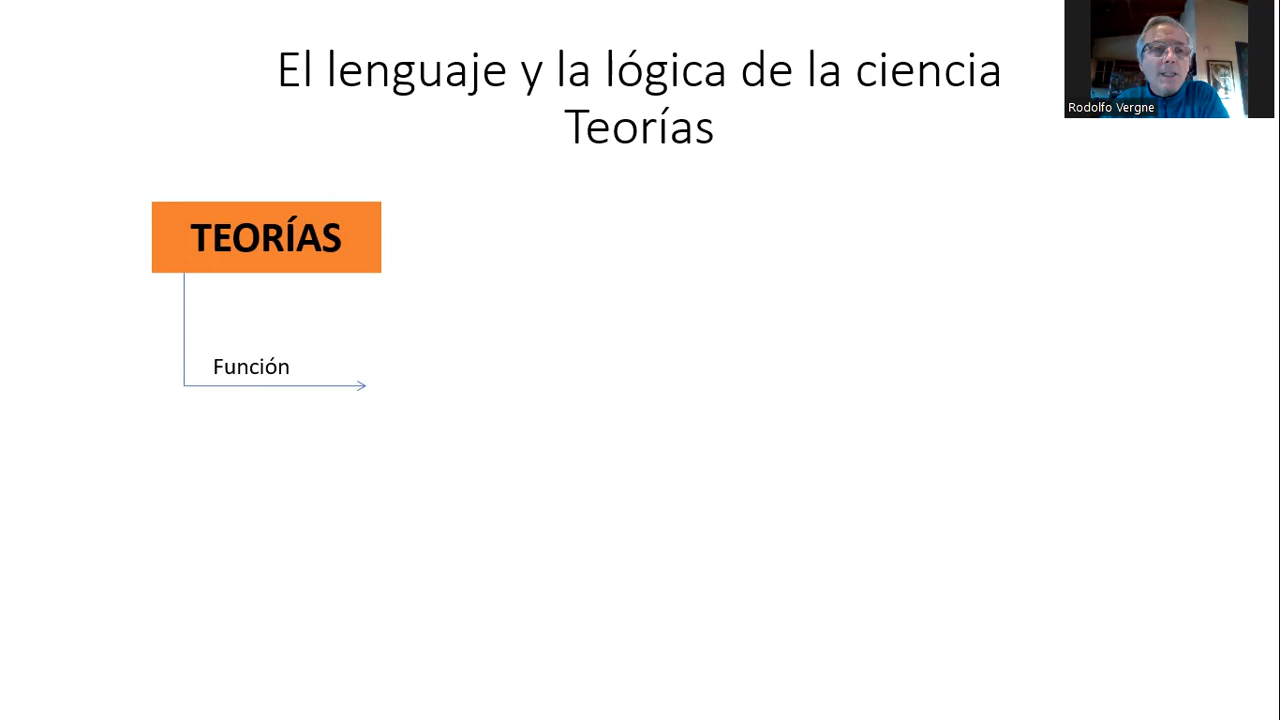 El lenguaje y la lógica de la ciencia
Teorías
Rodolfo Vergne
TEORÍAS
Función